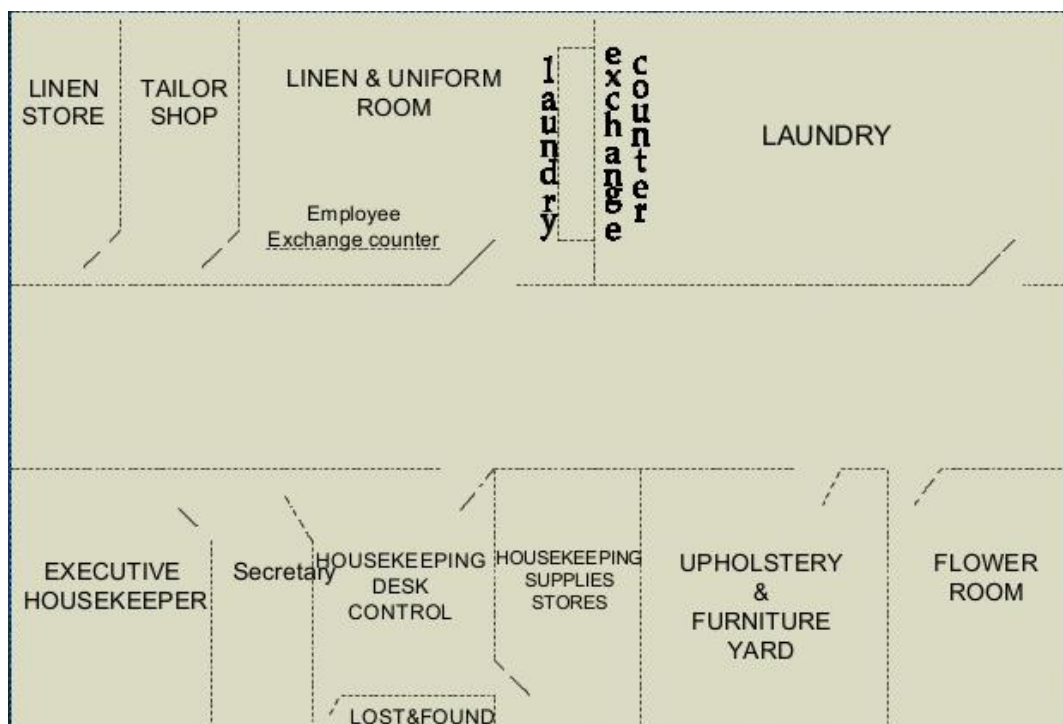 LINEN
STORE
TAILOR
SHOP
LINEN & UNIFORM
ROOM
Employee
Exchange counter
laundry
exchange
counter
LAUNDRY
EXECUTIVE
HOUSEKEEPER
Secretary
HOUSEKEEPING
DESK
CONTROL
LOST&FOUND
HOUSEKEEPING
SUPPLIES
STORES
UPHOLSTERY
&
FURNITURE
YARD
FLOWER
ROOM